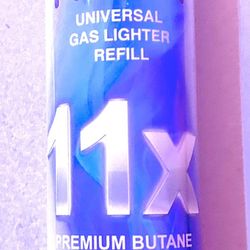 UNIVERSAL
GAS LIGHTER
REFILL
11x
PREMIUM BUTANE